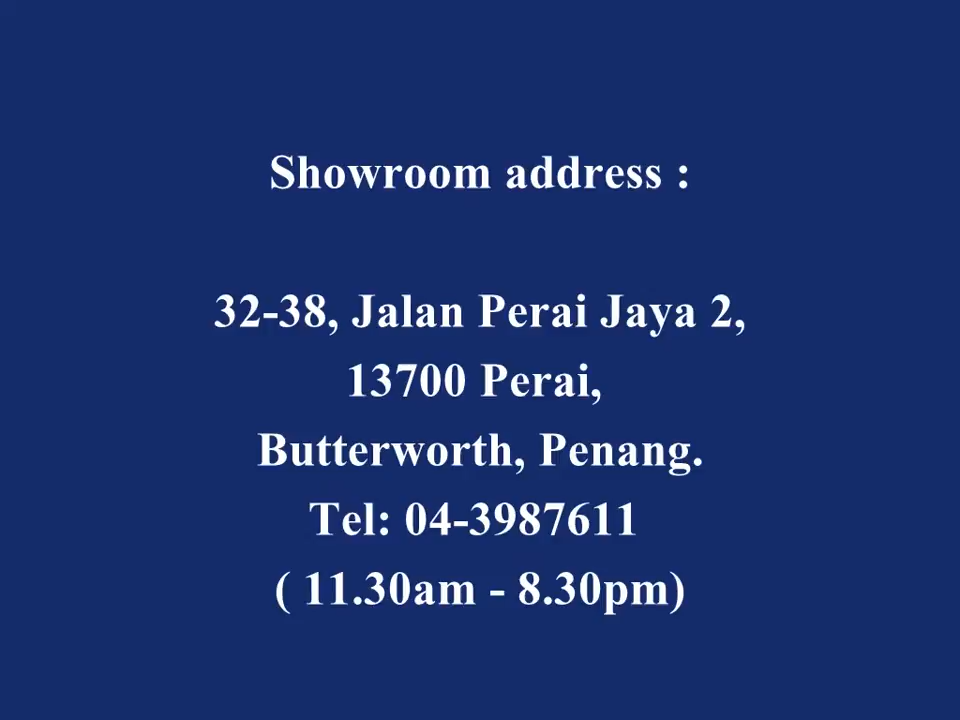 Showroom address :
32-38, Jalan Perai Jaya 2,
13700 Perai,
Butterworth, Penang.
Tel: 04-3987611
( 11.30am - 8.30pm)